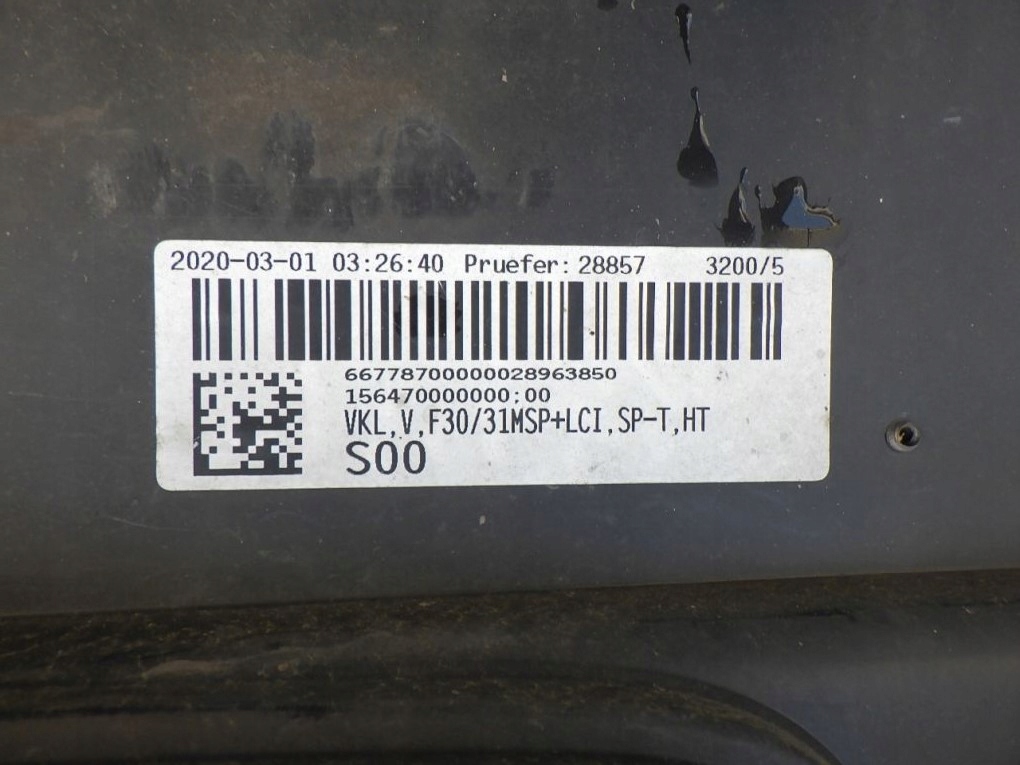 2020-03-01 03:26:40 Pruefer: 28857 3200/5
66778700000028963850
156470000000;00
VKL,V,F30/31MSP+LCI,SP-T,HT
S00